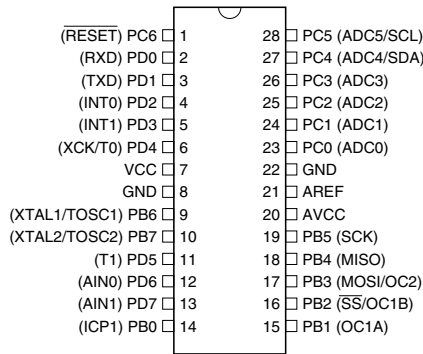 (RESET) PC6 1 28 PC5 (ADC5/SCL)
(RXD) PD0 2 27 PC4 (ADC4/SDA)
(TXD) PD1 3 26 PC3 (ADC3)
(INT0) PD2 4 25 PC2 (ADC2)
(INT1) PD3 5 24 PC1 (ADC1)
(XCK/T0) PD4 6 23 PC0 (ADC0)
VCC 7 22 GND
GND 8 21 AREF
(XTAL1/TOSC1) PB6 9 20 AVCC
(XTAL2/TOSC2) PB7 10 19 PB5 (SCK)
(T1) PD5 11 18 PB4 (MISO)
(AIN0) PD6 12 17 PB3 (MOSI/OC2)
(AIN1) PD7 13 16 PB2 (SS/OC1B)
(ICP1) PB0 14 15 PB1 (OC1A)